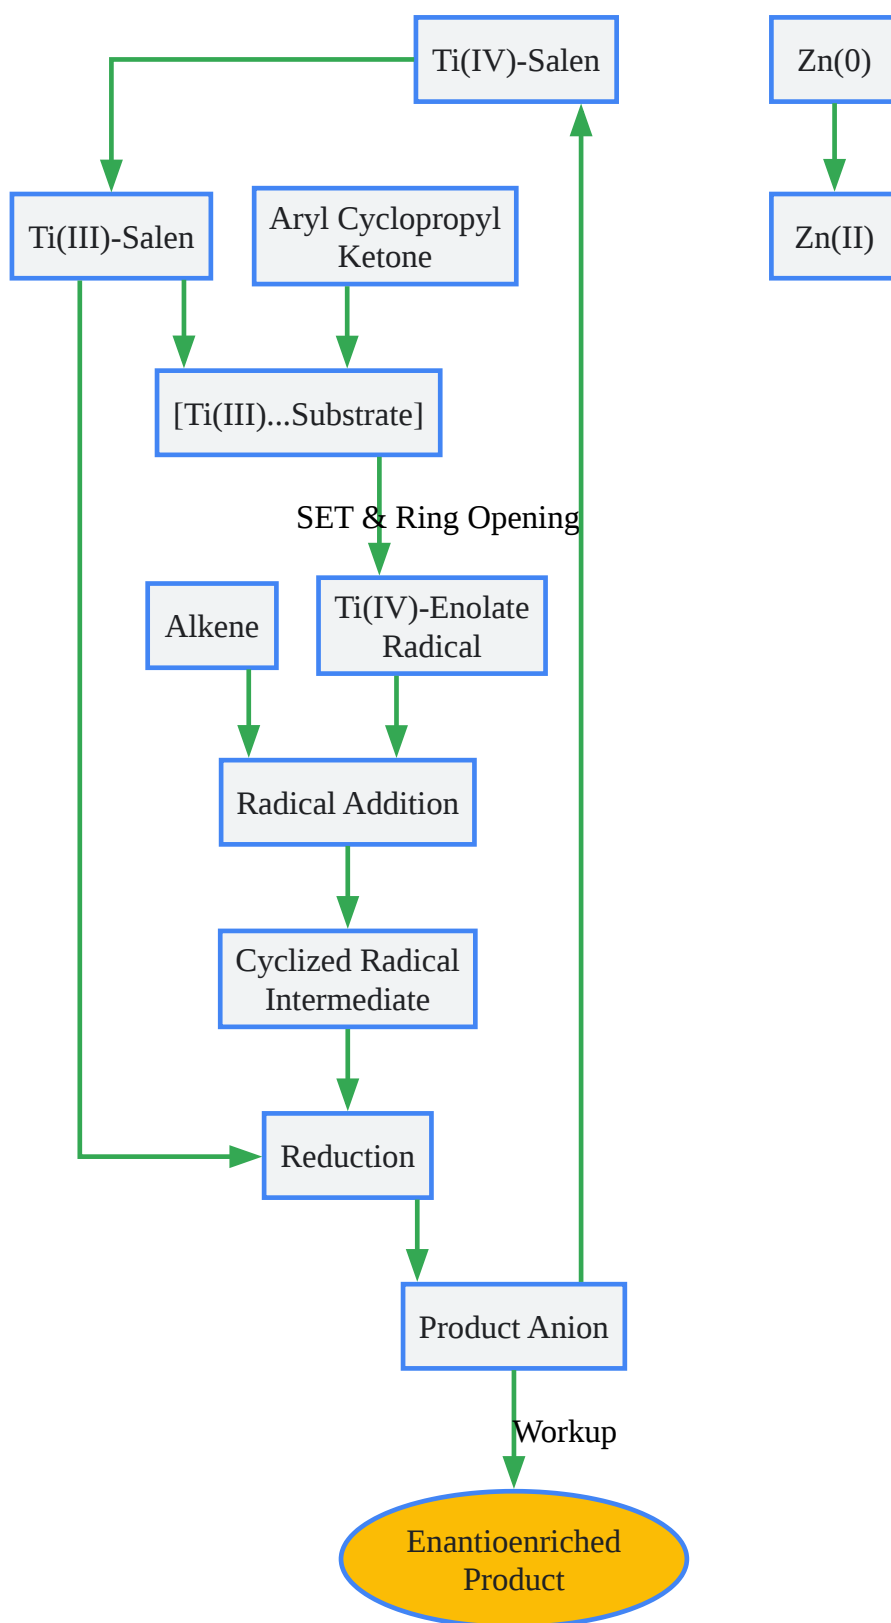 Ti(IV)-Salen
Zn(0)
Ti(III)-Salen
Aryl Cyclopropyl
Ketone
Zn(II)
[Ti(III)...Substrate]
SET & Ring Opening
Alkene
Ti(IV)-Enolate
Radical
Radical Addition
Cyclized Radical
Intermediate
Reduction
Product Anion
Workup
Enantioenriched
Product